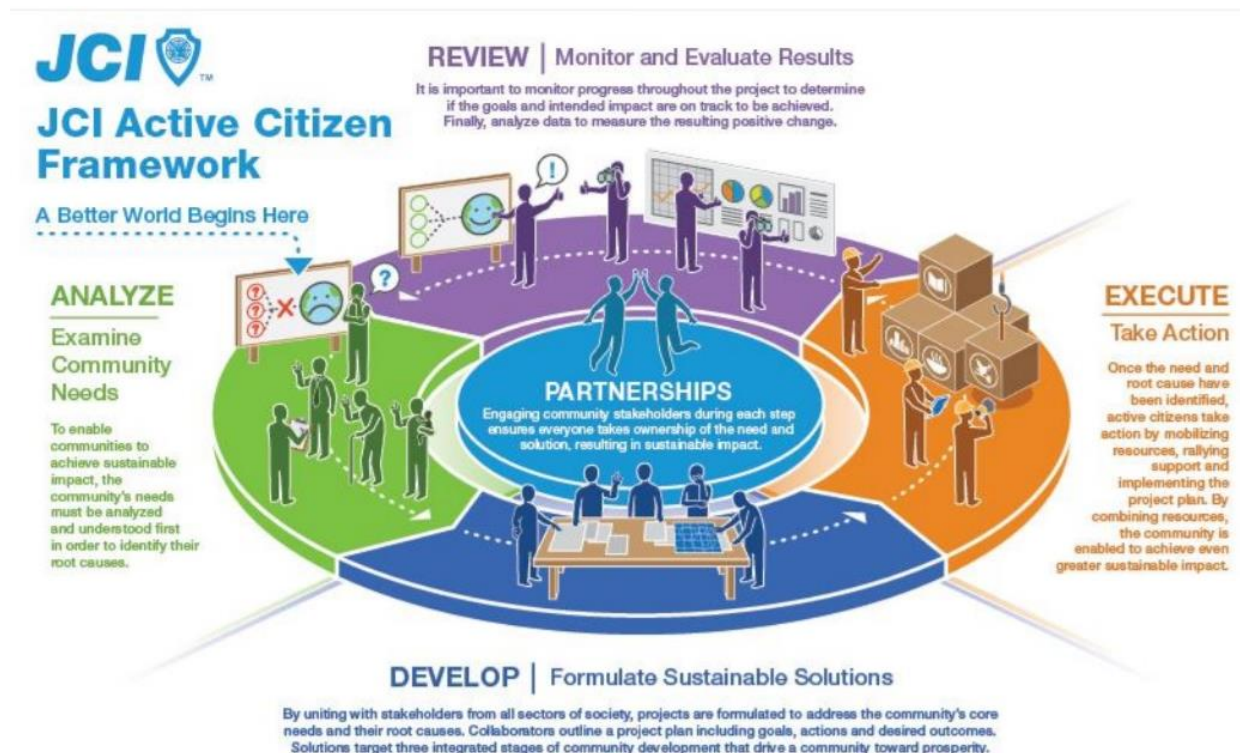 JCI
TM
JCI Active Citizen
Framework
A Better World Begins Here
REVIEW | Monitor and Evaluate Results
It is important to monitor progress throughout the project to determine
if the goals and intended impact are on track to be achieved.
Finally, analyze data to measure the resulting positive change.
!
?
?
?
?
ANALYZE
Examine
Community
Needs
To enable
communities to
achieve sustainable
impact, the
community's needs
must be analyzed
and understood first
in order to identify their
root causes.
PARTNERSHIPS
Engaging community stakeholders during each step
ensures everyone takes ownership of the need and
solution, resulting in sustainable impact.
EXECUTE
Take Action
Once the need and
root cause have
been identified,
active citizens take
action by mobilizing
resources, rallying
support and
implementing the
project plan. By
combining resources,
the community is
enabled to achieve even
greater sustainable impact.
DEVELOP | Formulate Sustainable Solutions
By uniting with stakeholders from all sectors of society, projects are formulated to address the community's core
needs and their root causes. Collaborators outline a project plan including goals, actions and desired outcomes.
Solutions target three integrated stages of community development that drive a community toward prosperity.